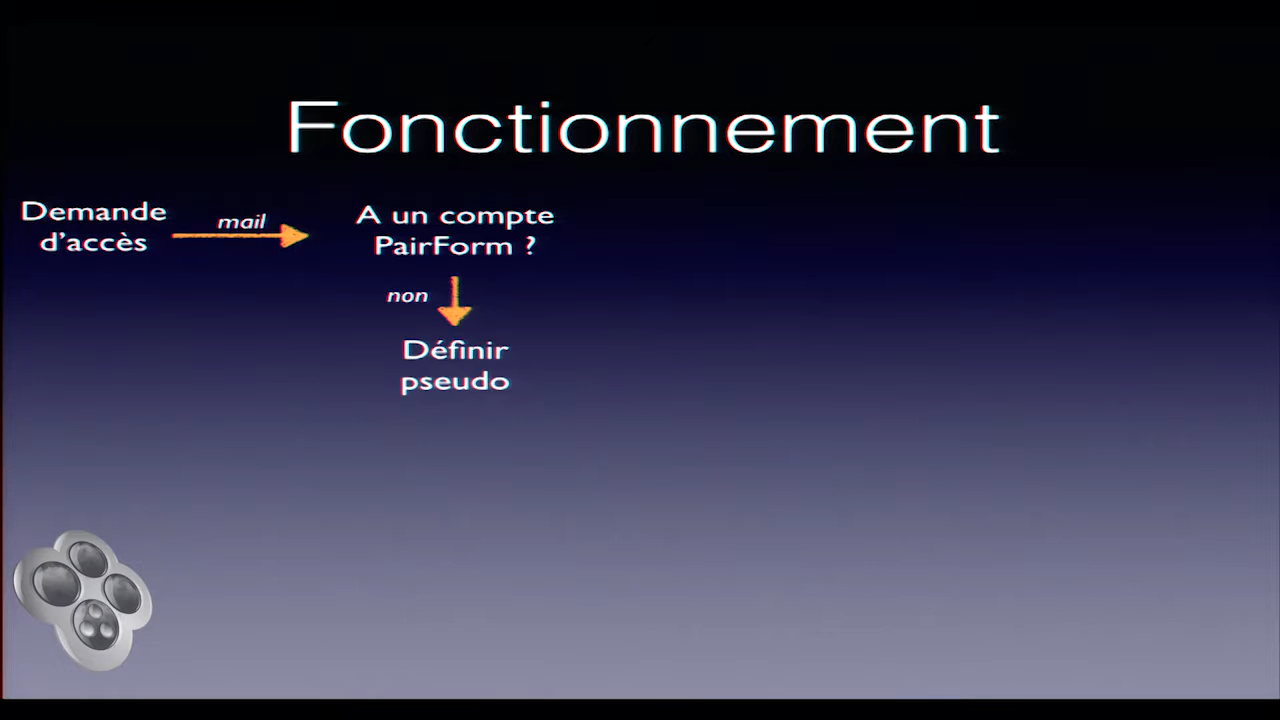 Fonctionnement
Demande
d'accès
mail
A un compte
PairForm ?
non
Définir
pseudo